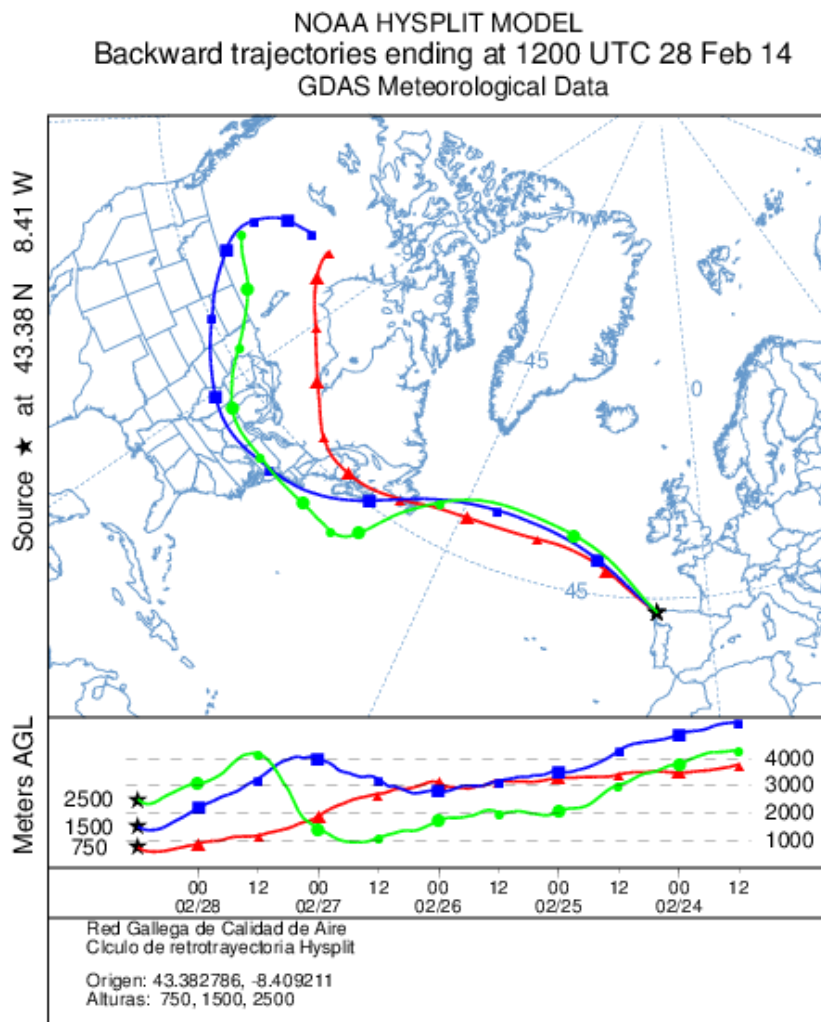 NOAA HYSPLIT MODEL
Backward trajectories ending at 1200 UTC 28 Feb 14
GDAS Meteorological Data
Source ★ at 43.38 N 8.41 W
-45
0
45
Meters AGL
2500
1500
750
4000
3000
2000
1000
00 12 00 12 00 12 00 12 00 12
02/28 02/27 02/26 02/25 02/24
Red Gallega de Calidad de Aire
Clculo de retrotrayectoria Hysplit
Origen: 43.382786, -8.409211
Alturas: 750, 1500, 2500